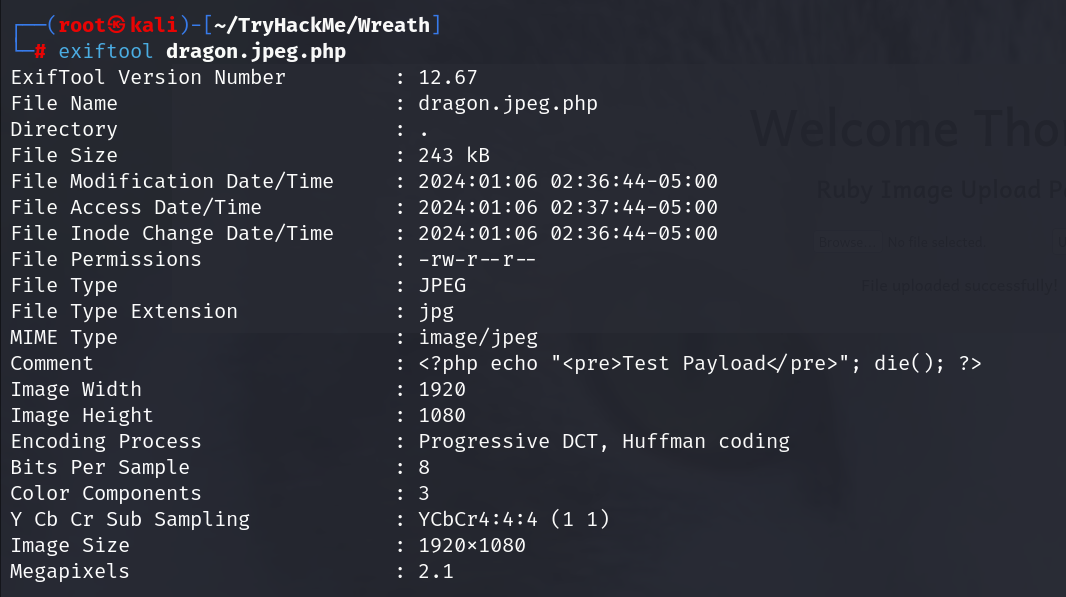 ┌──(root㉿kali)-[~/TryHackMe/Wreath]
└─# exiftool dragon.jpeg.php
ExifTool Version Number         : 12.67
File Name                       : dragon.jpeg.php
Directory                       : .
File Size                       : 243 kB
File Modification Date/Time     : 2024:01:06 02:36:44-05:00
File Access Date/Time           : 2024:01:06 02:37:44-05:00
File Inode Change Date/Time     : 2024:01:06 02:36:44-05:00
File Permissions                : -rw-r--r--
File Type                       : JPEG
File Type Extension             : jpg
MIME Type                       : image/jpeg
Comment                         : <?php echo "<pre>Test Payload</pre>"; die(); ?>
Image Width                     : 1920
Image Height                    : 1080
Encoding Process                : Progressive DCT, Huffman coding
Bits Per Sample                 : 8
Color Components                : 3
Y Cb Cr Sub Sampling            : YCbCr4:4:4 (1 1)
Image Size                      : 1920x1080
Megapixels                      : 2.1
Welcome
Ruby Image Upload
Browse... No file selected
File uploaded successfully!